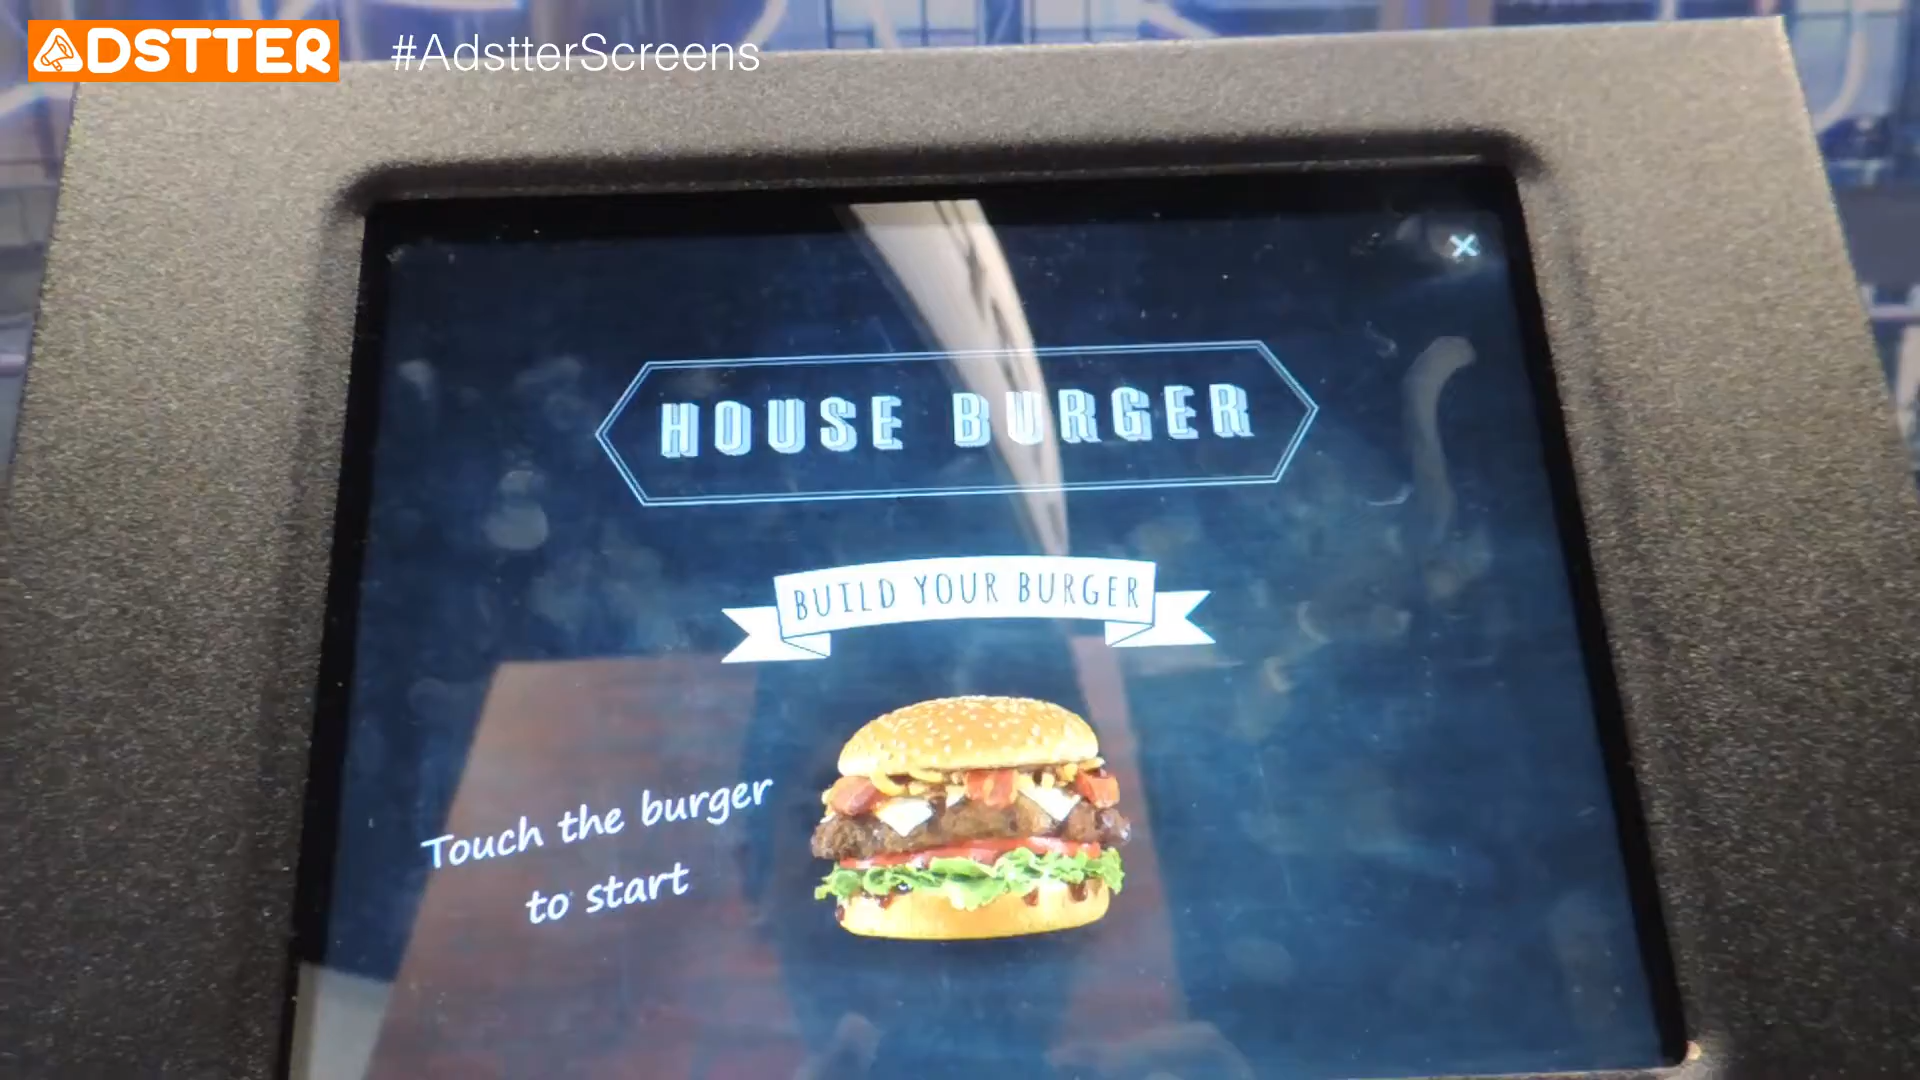 ADSTTER
#AdstterScreens
HOUSE BURGER
BUILD YOUR BURGER
Touch the burger
to start